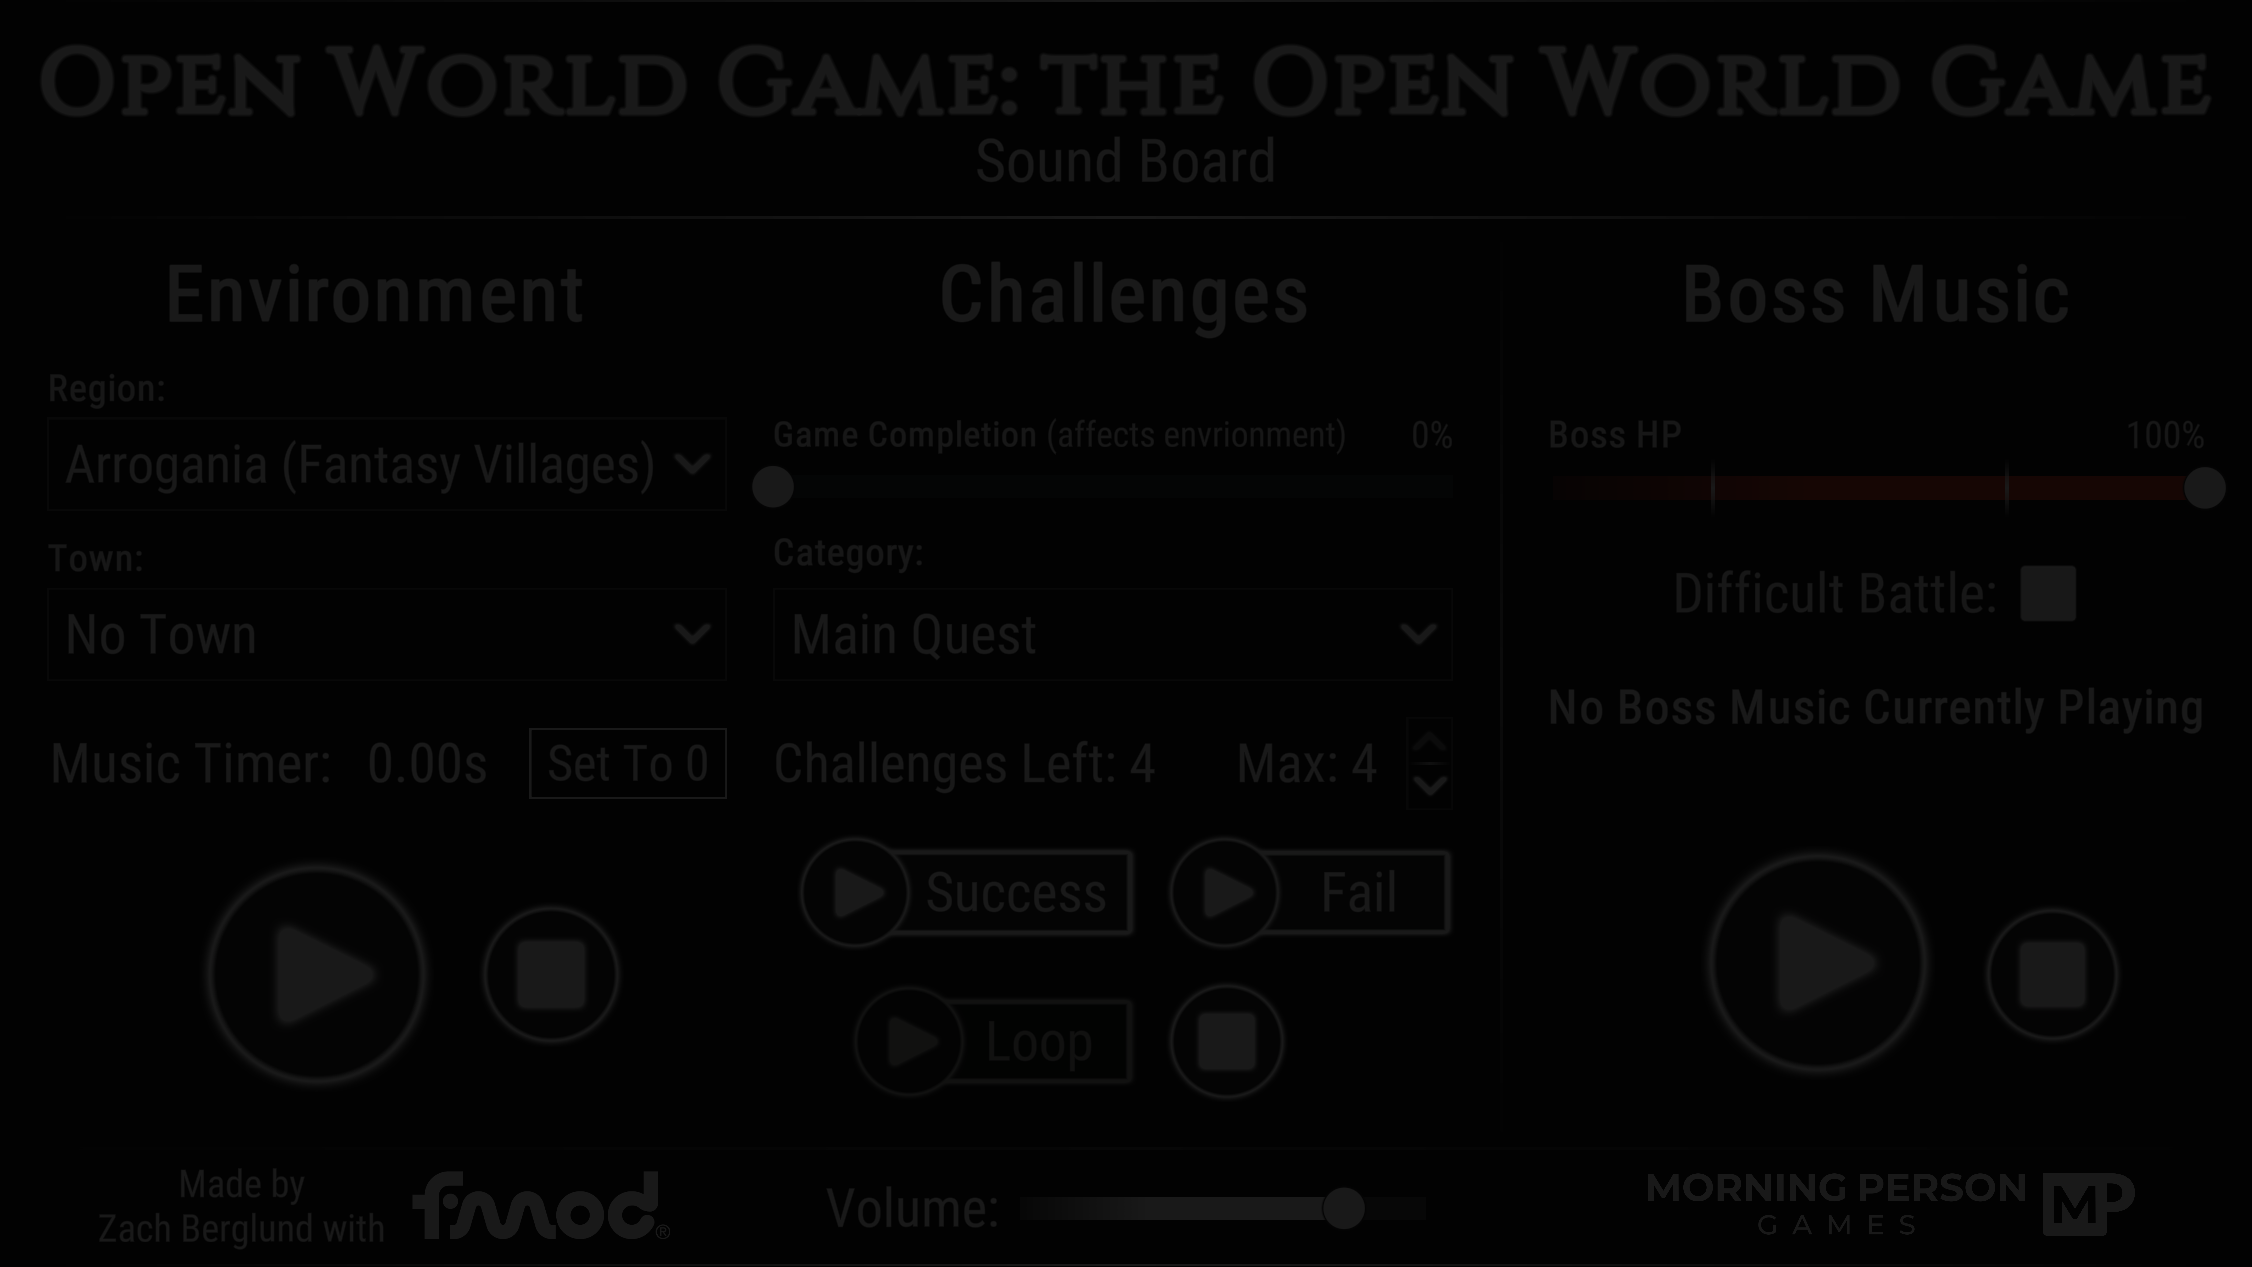 Open World Game: the Open World Game
Sound Board
Environment
Region:
Arrogania (Fantasy Villages)
Town:
No Town
Music Timer: 0.00s Set To 0
Challenges
Game Completion (affects envrionment) 0%
Category:
Main Quest
Challenges Left: 4 Max: 4
Success Fail
Loop
Boss Music
Boss HP 100%
Difficult Battle:
No Boss Music Currently Playing
Made by
Zach Berglund with
fmod®
Volume:
MORNING PERSON
GAMES
MP